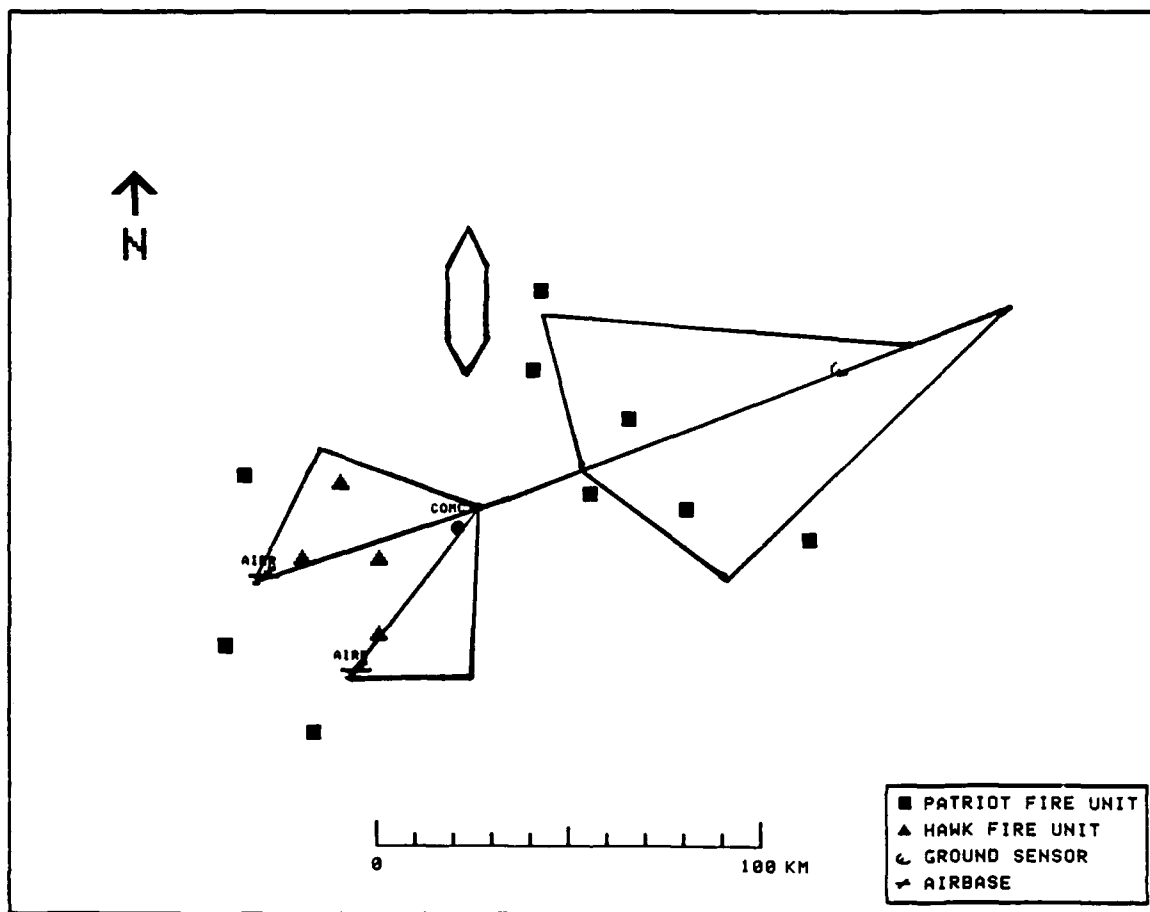 N
COMC
AIRB
AIRB
0 100 KM
PATRIOT FIRE UNIT
HAWK FIRE UNIT
GROUND SENSOR
AIRBASE